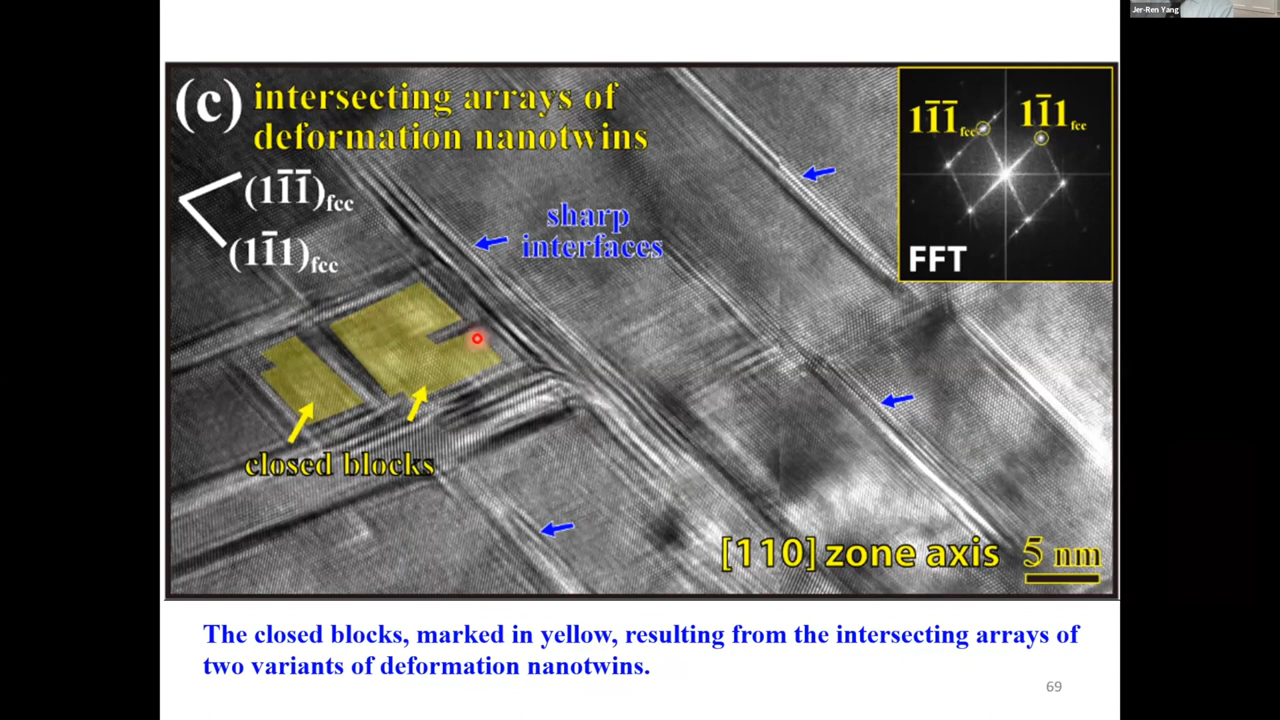 Jer-Ren Yang
(c) intersecting arrays of
deformation nanotwins
(11̅1̅)fcc
(11̅1)fcc
sharp
interfaces
11̅1̅fcc
11̅1fcc
FFT
closed blocks
[110] zone axis
5 nm
The closed blocks, marked in yellow, resulting from the intersecting arrays of
two variants of deformation nanotwins.
69